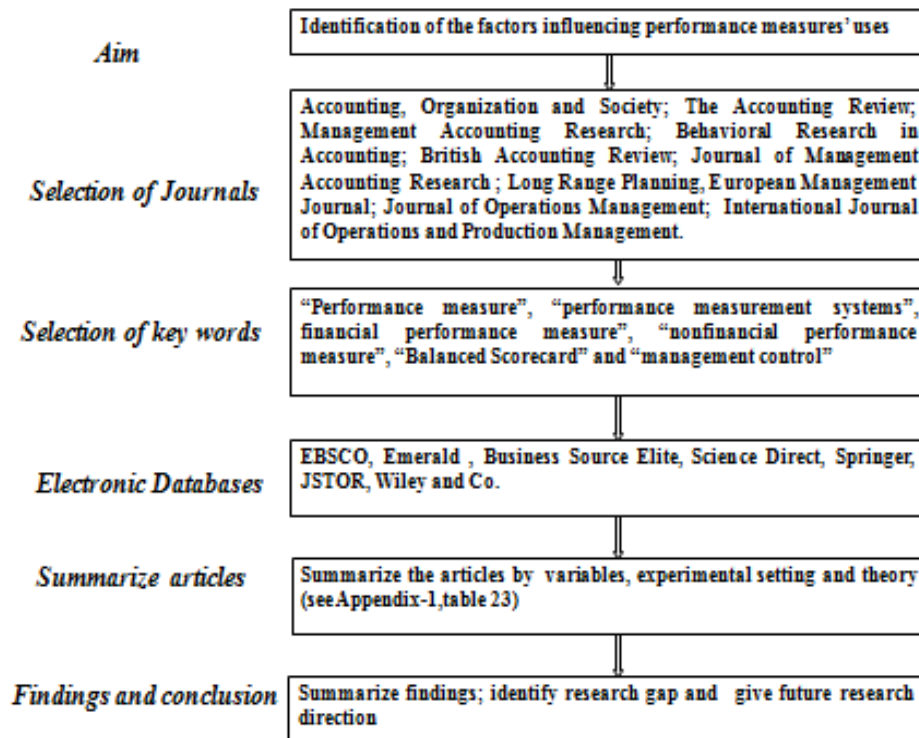 Aim
Identification of the factors influencing performance measures' uses
Selection of Journals
Accounting, Organization and Society; The Accounting Review;
Management Accounting Research; Behavioral Research in
Accounting; British Accounting Review; Journal of Management
Accounting Research ; Long Range Planning, European Management
Journal; Journal of Operations Management; International Journal
of Operations and Production Management.
Selection of key words
“Performance measure”, “performance measurement systems”,
financial performance measure”, “nonfinancial performance
measure”, “Balanced Scorecard” and “management control”
Electronic Databases
EBSCO, Emerald , Business Source Elite, Science Direct, Springer,
JSTOR, Wiley and Co.
Summarize articles
Summarize the articles by variables, experimental setting and theory
(see Appendix-1,table 23)
Findings and conclusion
Summarize findings; identify research gap and give future research
direction